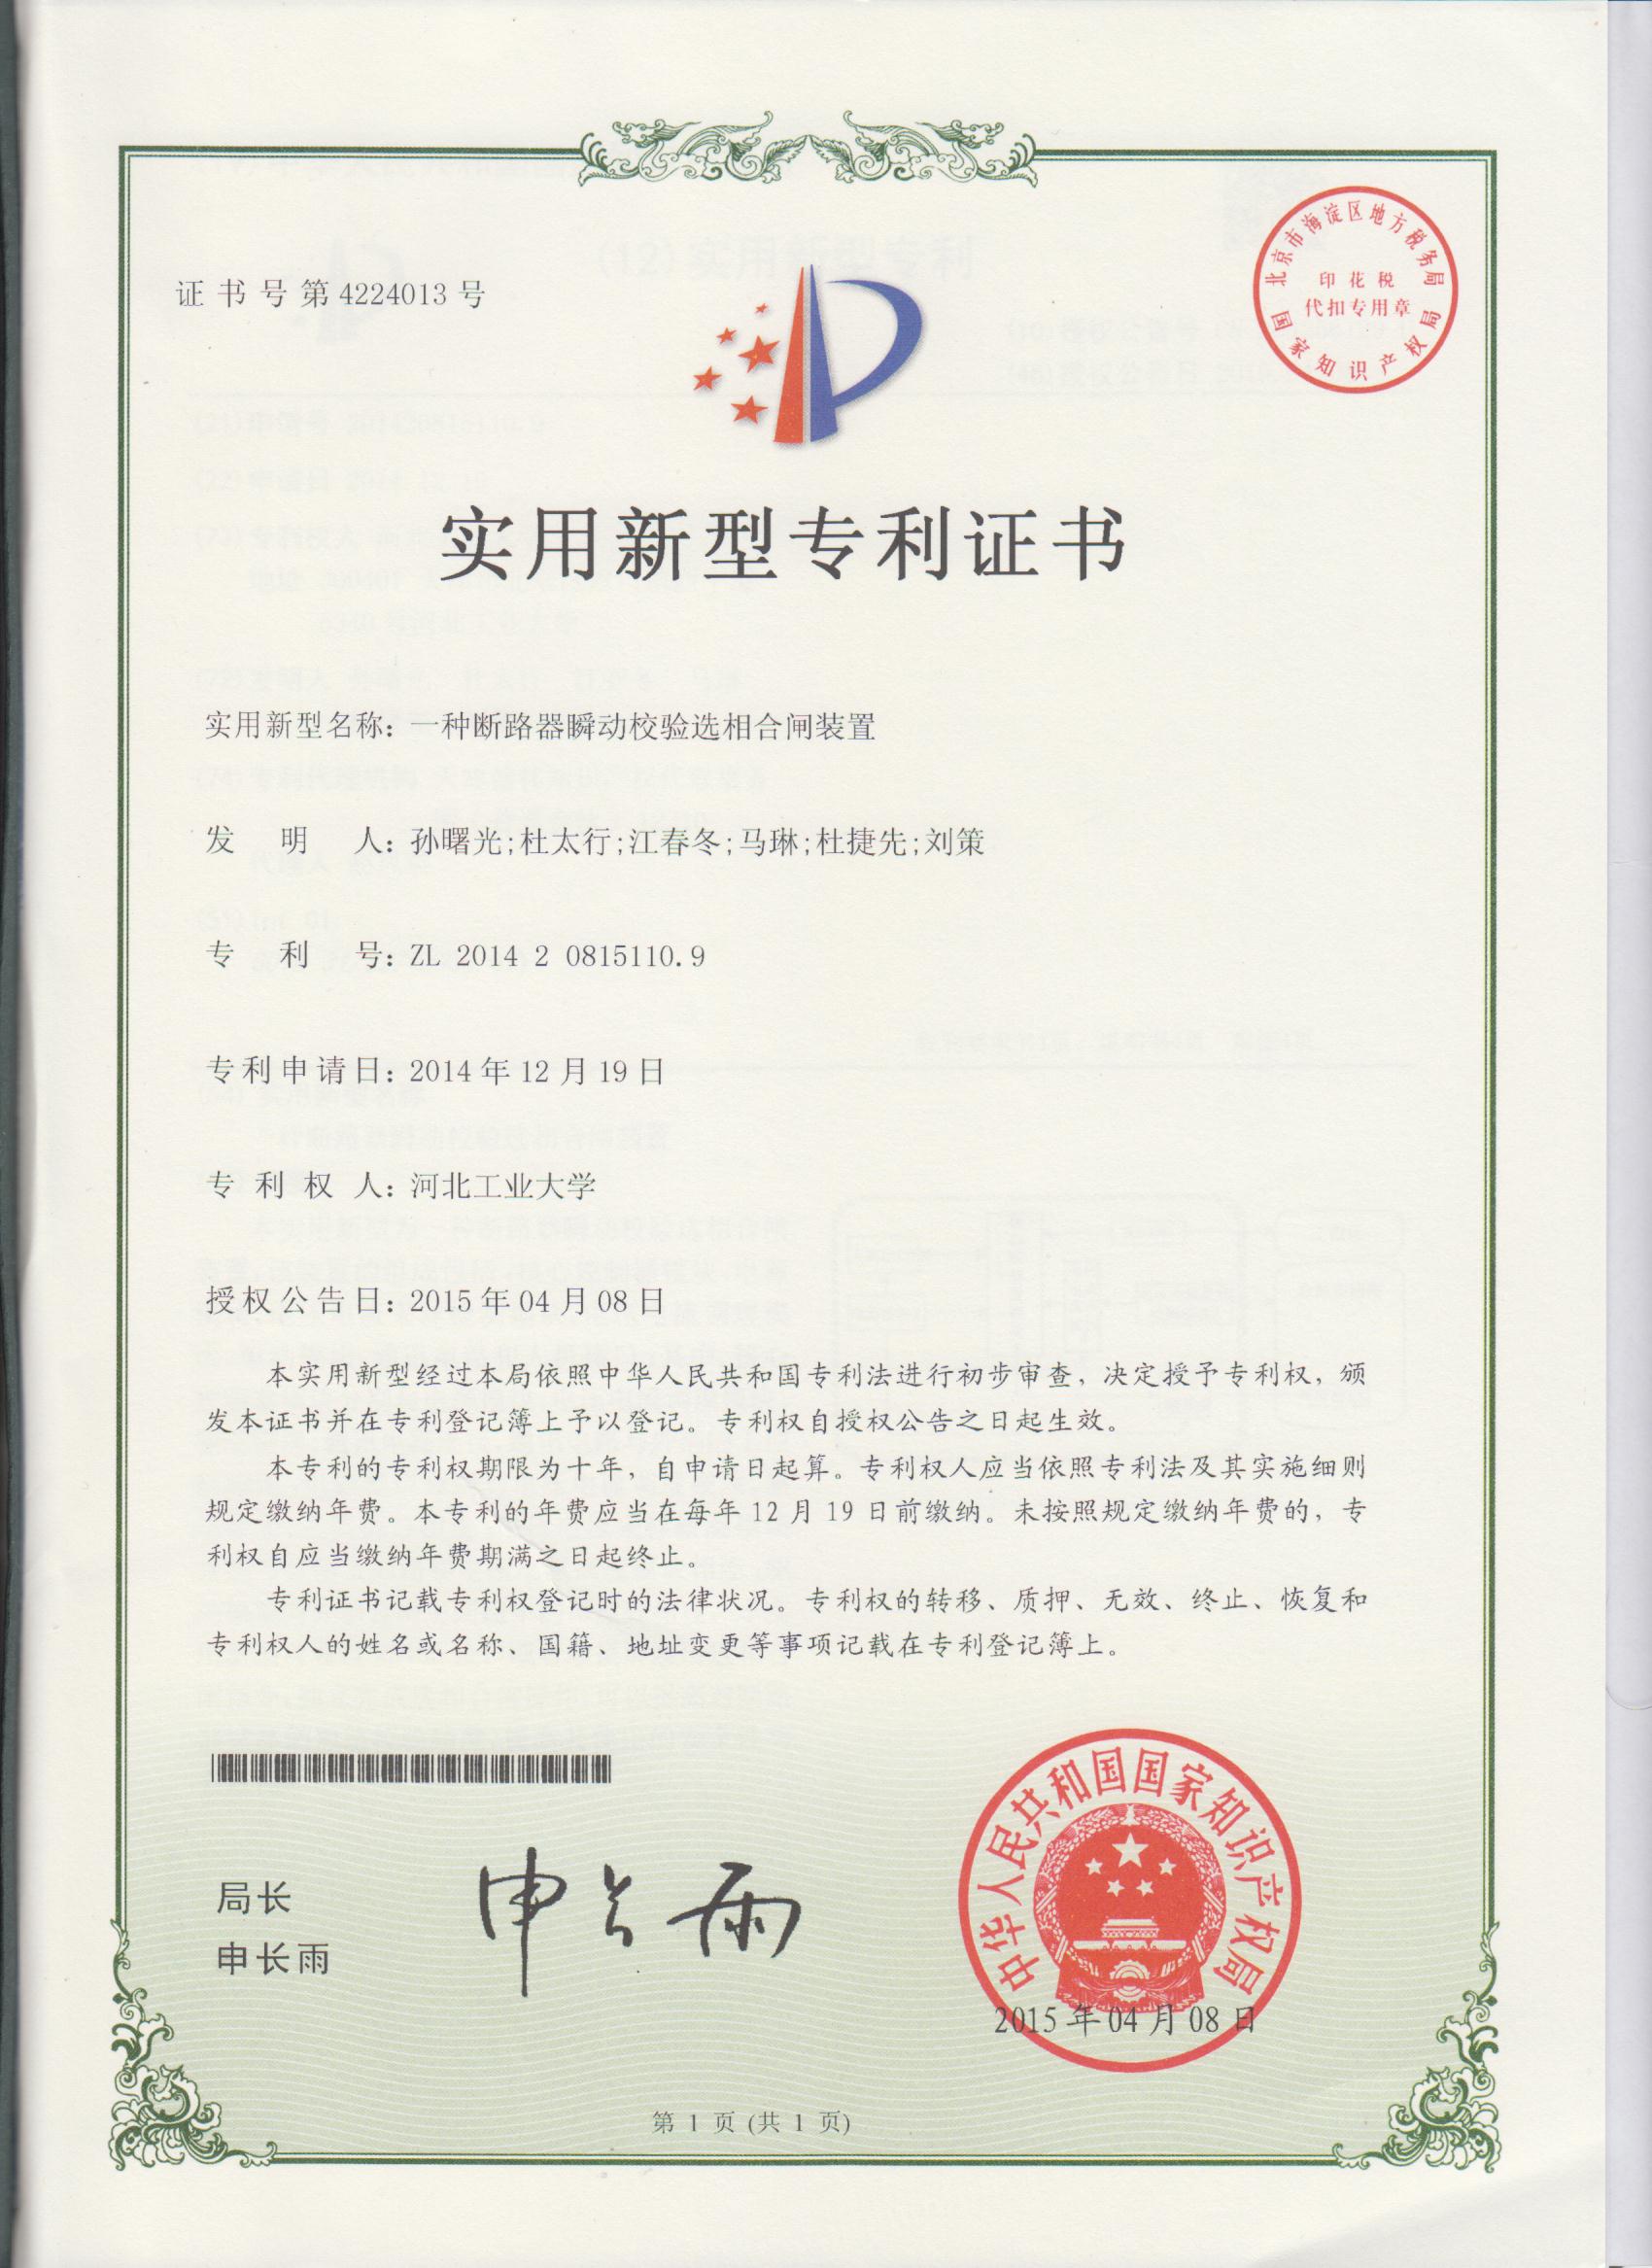 证书号第4224013号
北京市海淀区地方税务局
印花税
代扣专用章
国家知识产权局
实用新型专利证书
实用新型名称：一种断路器瞬动校验选相合闸装置
发明人：孙曙光;杜太行;江春冬;马琳;杜捷先;刘策
专利号：ZL 2014 2 0815110.9
专利申请日：2014年12月19日
专利权人：河北工业大学
授权公告日：2015年04月08日
本实用新型经过本局依照中华人民共和国专利法进行初步审查，决定授予专利权，颁
发本证书并在专利登记簿上予以登记。专利权自授权公告之日起生效。
本专利的专利权期限为十年，自申请日起算。专利权人应当依照专利法及其实施细则
规定缴纳年费。本专利的年费应当在每年12月19日前缴纳。未按照规定缴纳年费的，专
利权自应当缴纳年费期满之日起终止。
专利证书记载专利权登记时的法律状况。专利权的转移、质押、无效、终止、恢复和
专利权人的姓名或名称、国籍、地址变更等事项记载在专利登记簿上。
局长
申长雨
申长雨
中华人民共和国国家知识产权局
2015年04月08日
第1页(共1页)